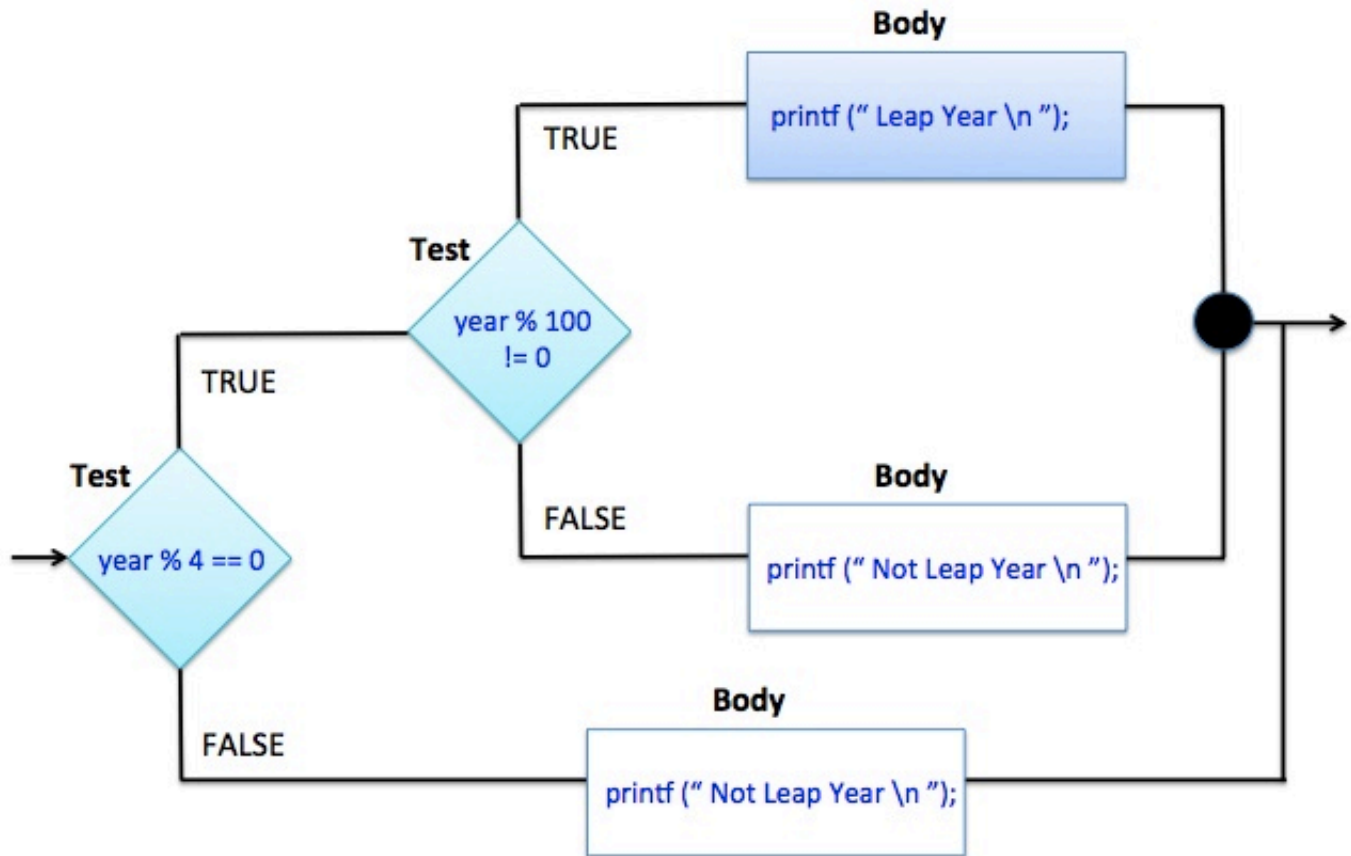 Body
printf (“ Leap Year \n ”);
TRUE
Test
year % 100
!= 0
TRUE
Test
year % 4 == 0
FALSE
Body
printf (“ Not Leap Year \n ”);
FALSE
Body
printf (“ Not Leap Year \n ”);